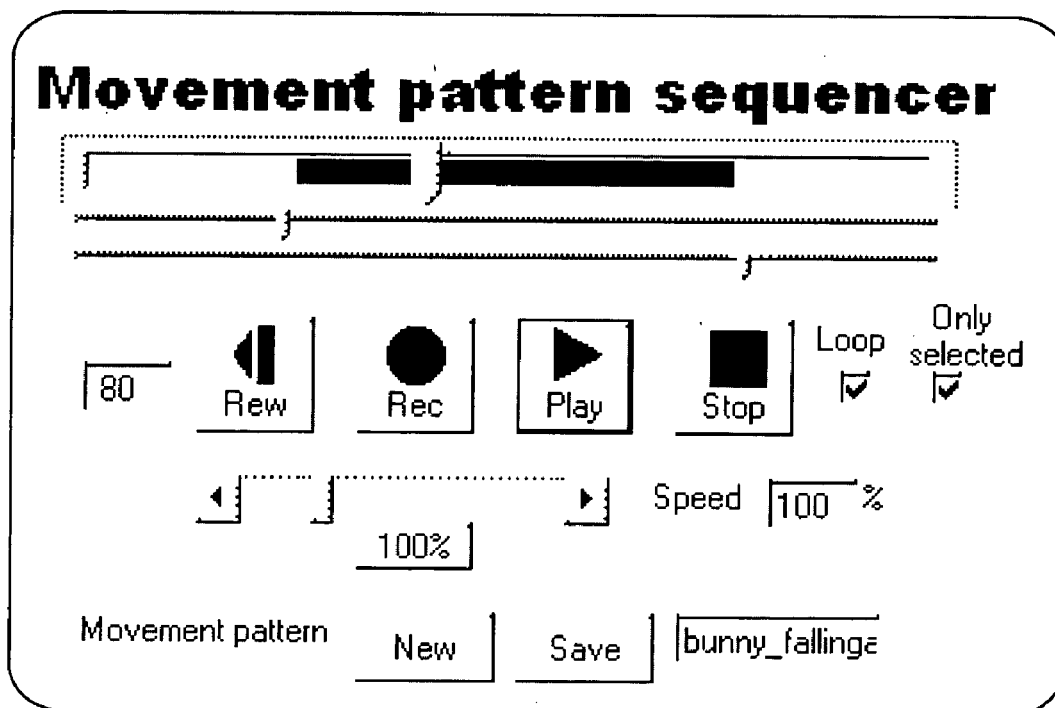 Movement pattern sequencer
Only
Loop selected
80
Rew Rec Play Stop
Speed 100 %
100%
Movement pattern New Save bunny_fallinga